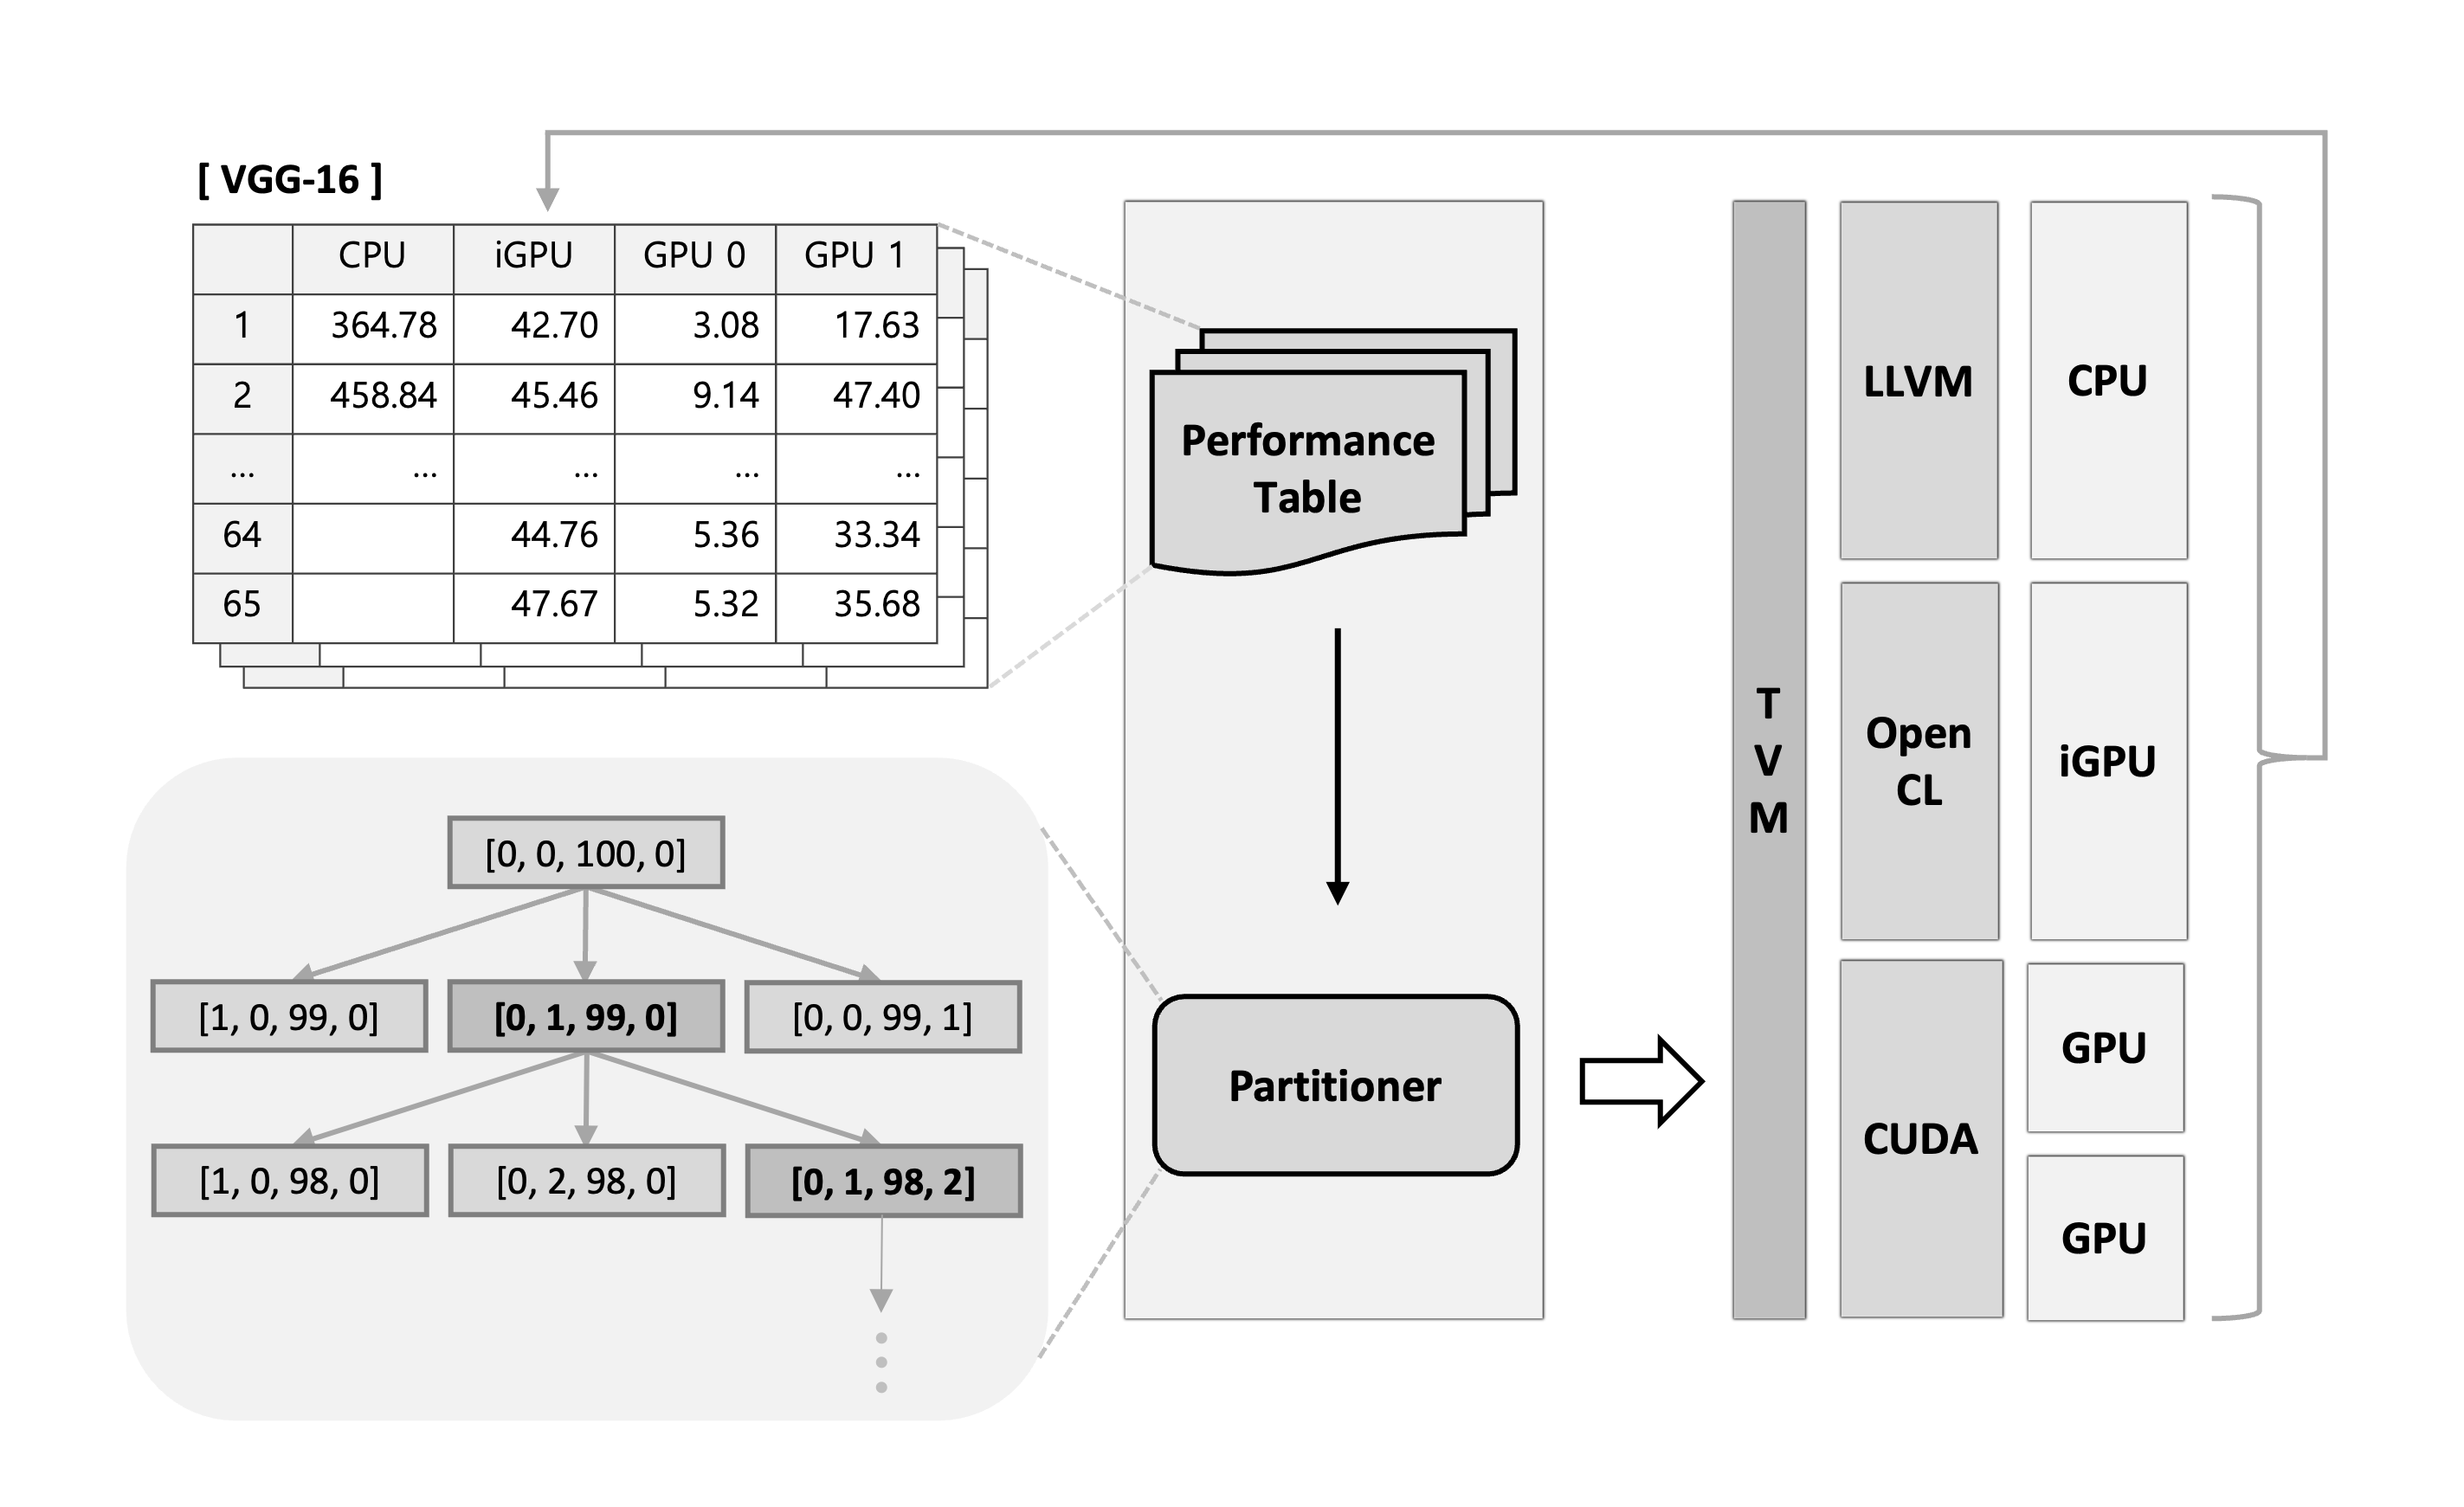 [ VGG-16 ]
CPU iGPU GPU 0 GPU 1
1 364.78 42.70 3.08 17.63
2 458.84 45.46 9.14 47.40
... ... ... ... ...
64 44.76 5.36 33.34
65 47.67 5.32 35.68
Performance
Table
Partitioner
[0, 0, 100, 0]
[1, 0, 99, 0] [0, 1, 99, 0] [0, 0, 99, 1]
[1, 0, 98, 0] [0, 2, 98, 0] [0, 1, 98, 2]
T
V
M
LLVM
Open
CL
CUDA
CPU
iGPU
GPU
GPU